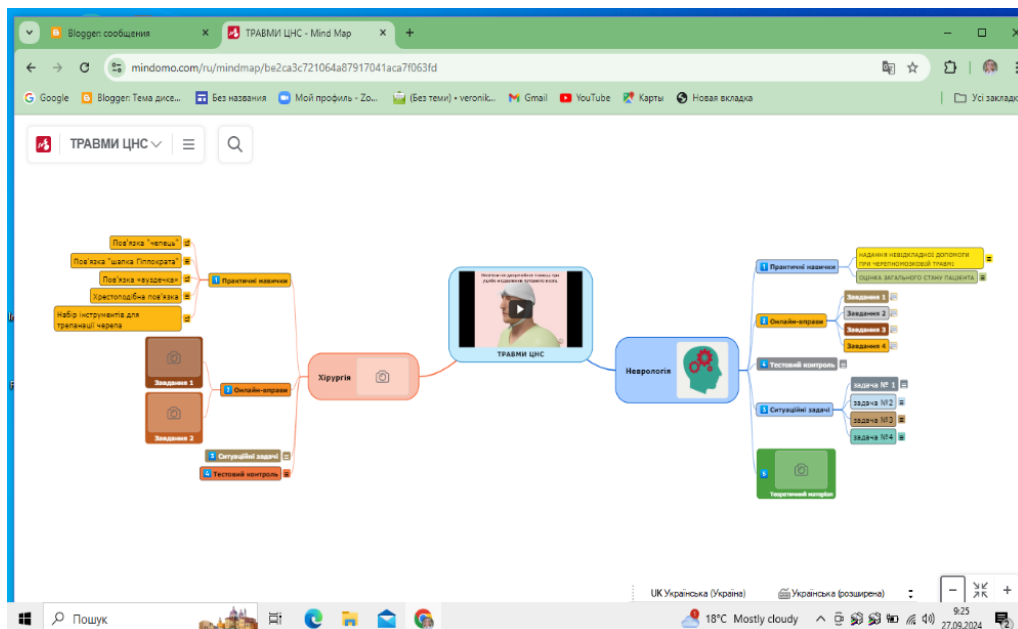 Blogger: сообщения
ТРАВМИ ЦНС - Mind Map
mindomo.com/ru/mindmap/be2ca3c721064a87917041aca7f063fd
Google
Blogger: Тема дисе...
Без названия
Мой профиль - Zo...
(Без теми) • veronik...
Gmail
YouTube
Карты
Новая вкладка
Усі закладк
ТРАВМИ ЦНС
Пов'язка "чепець"
Пов'язка "шапка Гіппократа"
Пов'язка «вуздечка»
Хрестоподібна пов'язка
Набір інструментів для
трепанації черепа
1 Практичні навички
Завдання 1
Завдання 2
Онлайн-вправи
3 Ситуаційні задачі
4 Тестовий контроль
Хірургія
ТРАВМИ ЦНС
Неврологія
1 Практичні навички
НАДАННЯ НЕВІДКЛАДНОЇ ДОПОМОГИ
ПРИ ЧЕРЕПНОМОЗКОВІЙ ТРАВМІ
ОЦІНКА ЗАГАЛЬНОГО СТАНУ ПАЦІЄНТА
2 Онлайн-вправи
Завдання 1
Завдання 2
Завдання 3
Завдання 4
Тестовий контроль
Ситуаційні задачі
задача № 1
задача №2
задача №3
задача №4
Теоретичний матеріал
UK Українська (Україна)
Українська (розширена)
Пошук
18°C Mostly cloudy
9:25
27.09.2024
2